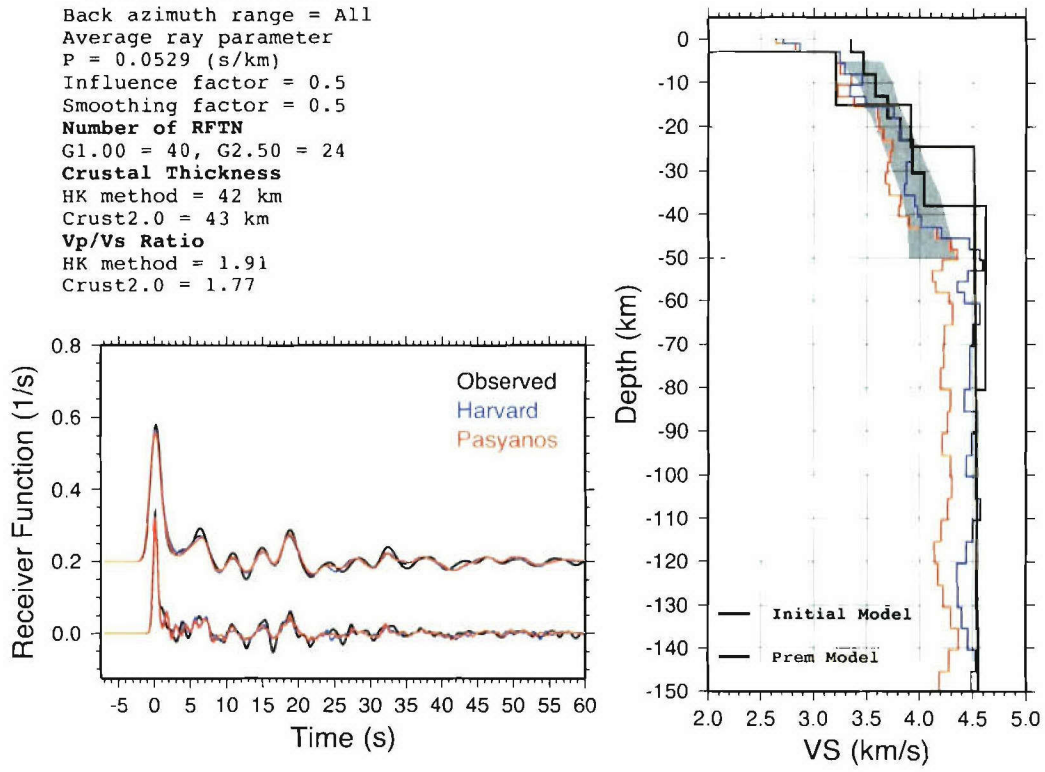 Back azimuth range = All
Average ray parameter
P = 0.0529 (s/km)
Influence factor = 0.5
Smoothing factor = 0.5
Number of RFTN
G1.00 = 40, G2.50 = 24
Crustal Thickness
HK method = 42 km
Crust2.0 = 43 km
Vp/Vs Ratio
HK method = 1.91
Crust2.0 = 1.77
Receiver Function (1/s)
0.8
0.6
0.4
0.2
0.0
Observed
Harvard
Pasyanos
-5 0 5 10 15 20 25 30 35 40 45 50 55 60
Time (s)
Depth (km)
0
-10
-20
-30
-40
-50
-60
-70
-80
-90
-100
-110
-120
-130
-140
-150
Initial Model
Prem Model
2.0 2.5 3.0 3.5 4.0 4.5 5.0
VS (km/s)